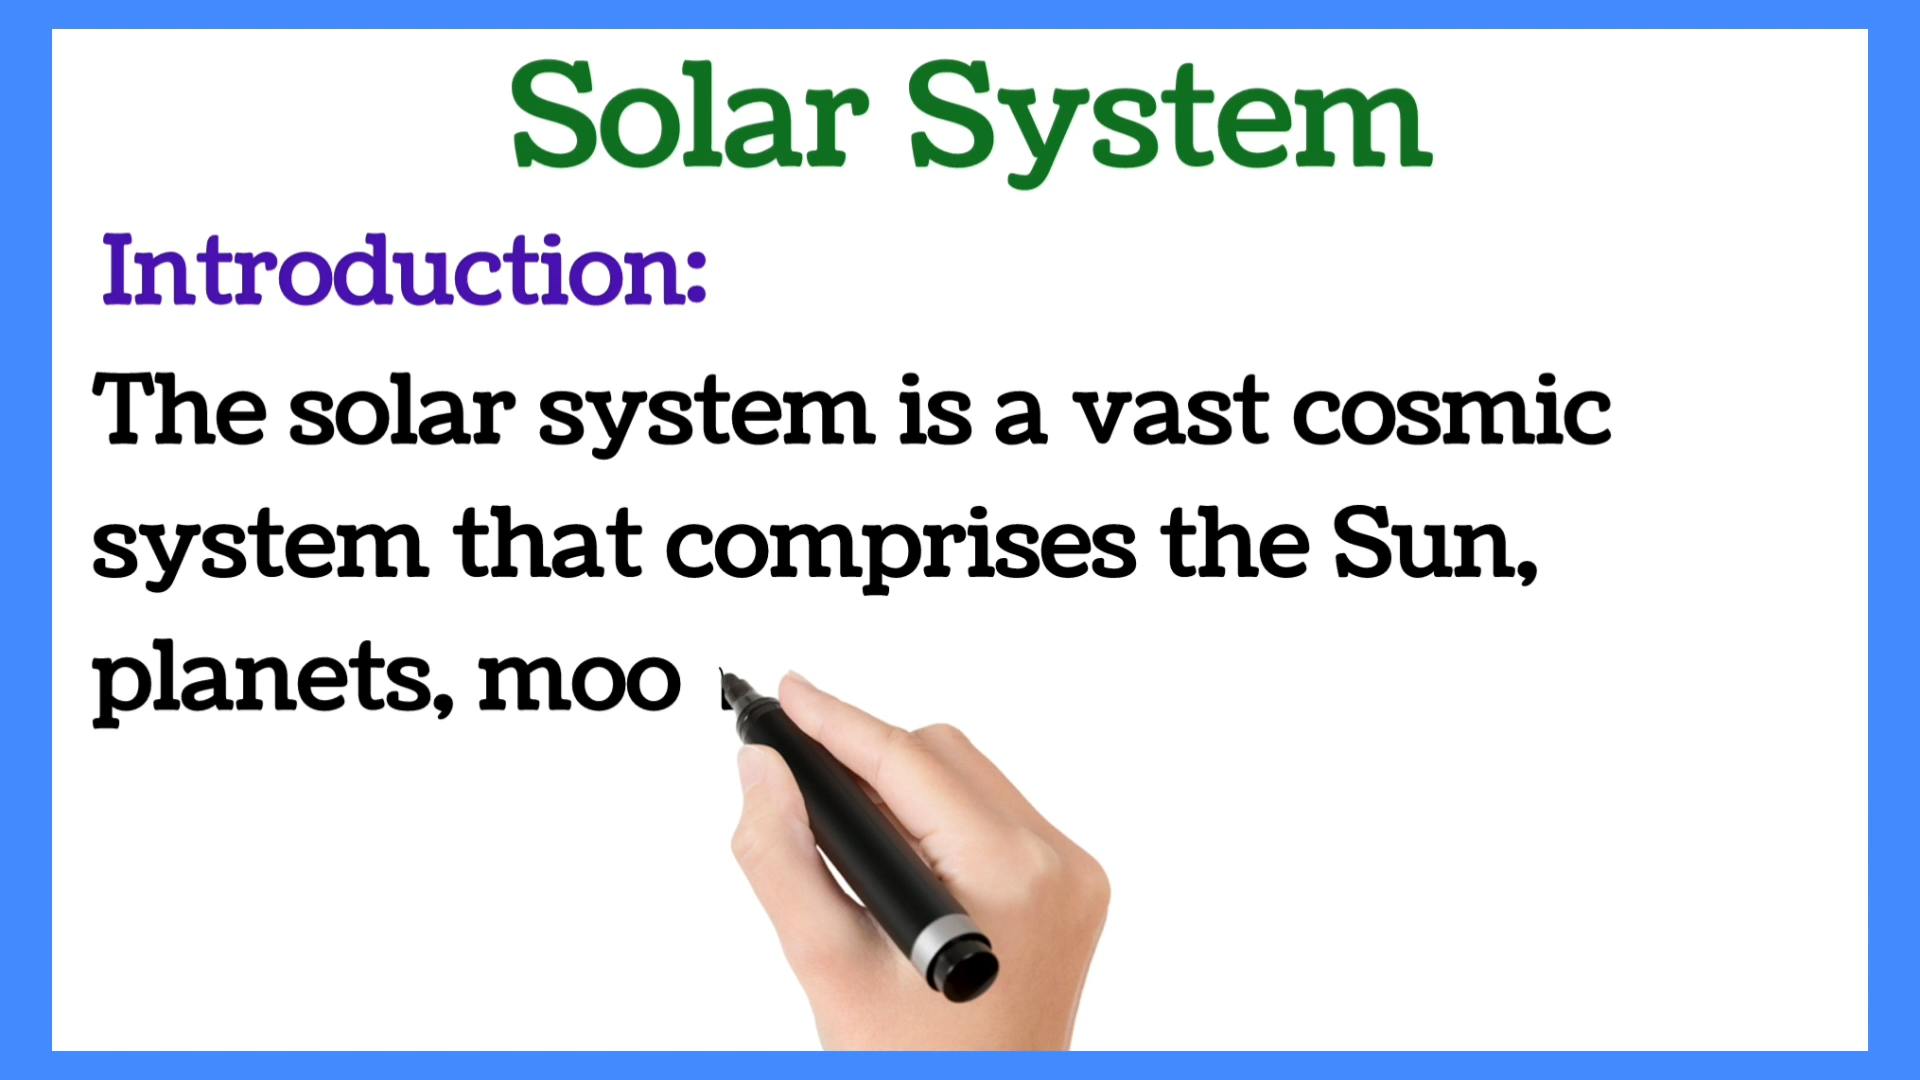 Solar System
Introduction:
The solar system is a vast cosmic
system that comprises the Sun,
planets, moo